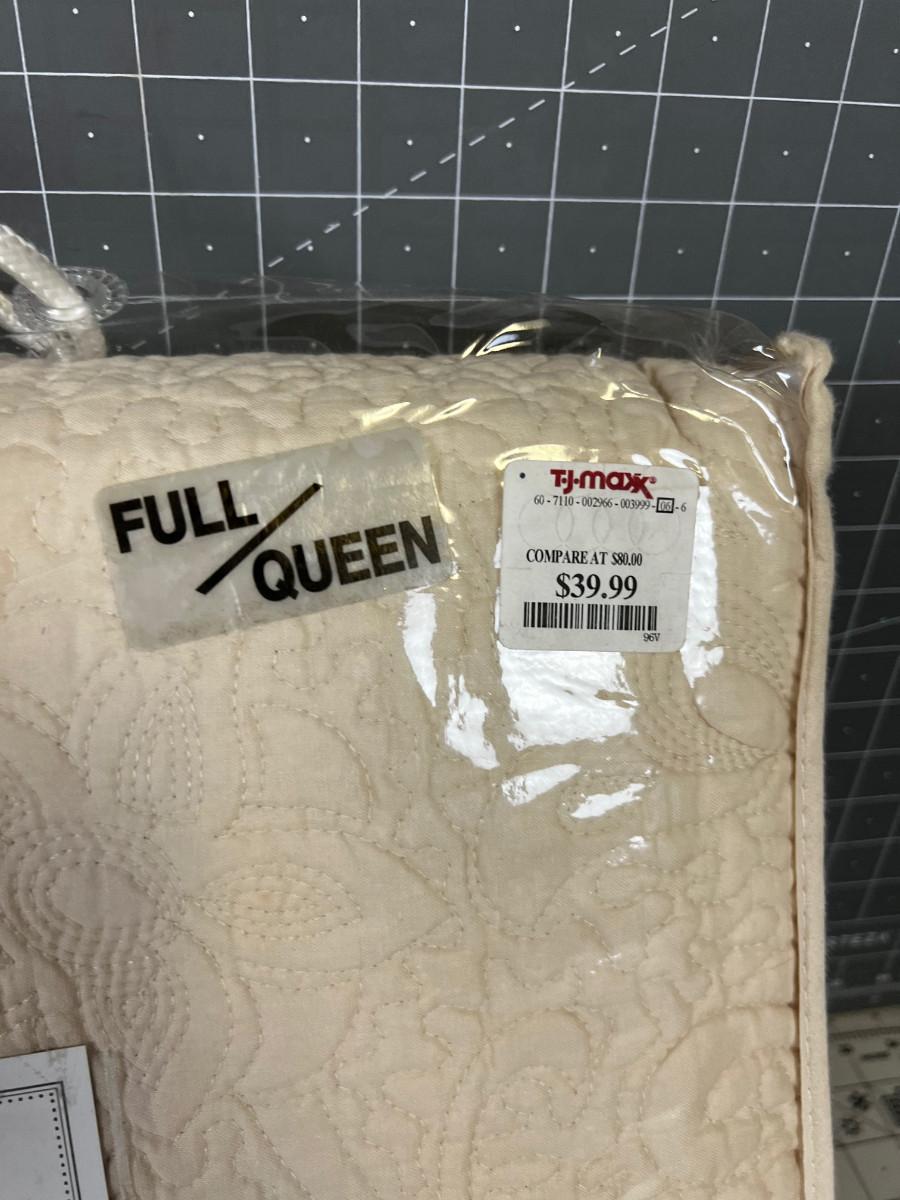 FULL/QUEEN
T·J·maxx®
60 - 7110 - 002966 - 003999 - 06 - 6
COMPARE AT $80.00
$39.99
96V